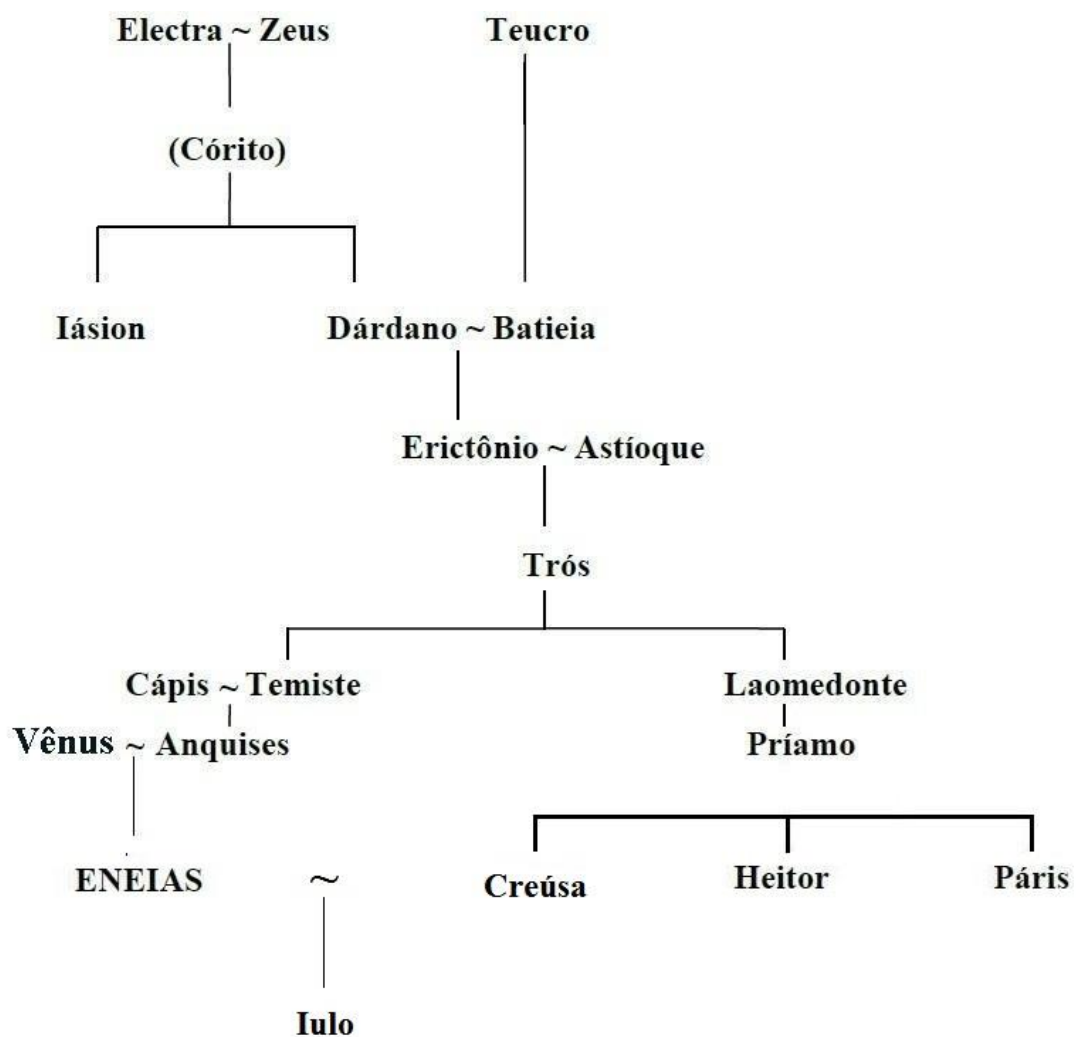 Electra ~ Zeus Teucro
(Córito)
Iásion Dárdano ~ Batieia
Erictônio ~ Astíoque
Trós
Cápis ~ Temiste Laomedonte
Vênus ~ Anquises Príamo
ENEIAS ~ Creúsa Heitor Páris
Iulo